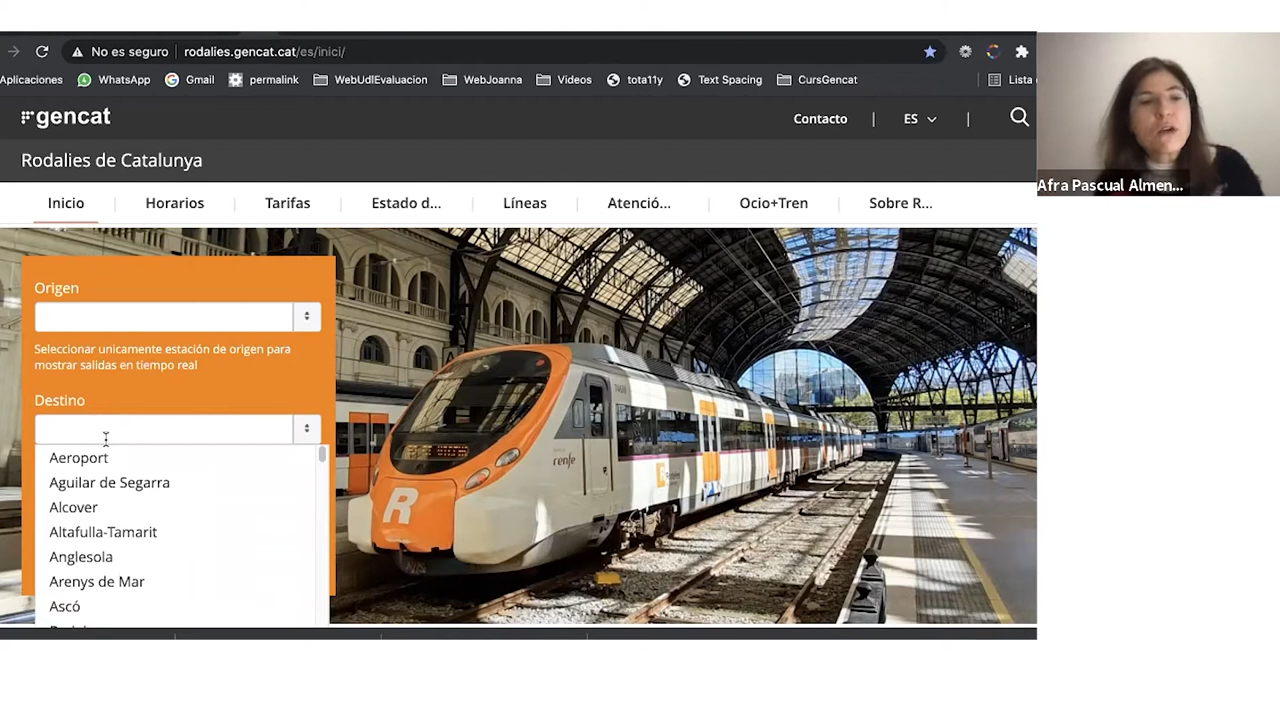 No es seguro rodalies.gencat.cat/es/inici/
Aplicaciones WhatsApp Gmail permalink WebUdlEvaluacion WebJoanna Videos tota11y Text Spacing CursGencat Lista
gencat
Contacto | ES |
Rodalies de Catalunya
Inicio Horarios Tarifas Estado d... Líneas Atenció... Ocio+Tren Sobre R...
Afra Pascual Almen...
Origen
Seleccionar unicamente estación de origen para
mostrar salidas en tiempo real
Destino
Aeroport
Aguilar de Segarra
Alcover
Altafulla-Tamarit
Anglesola
Arenys de Mar
Ascó
renfe
R